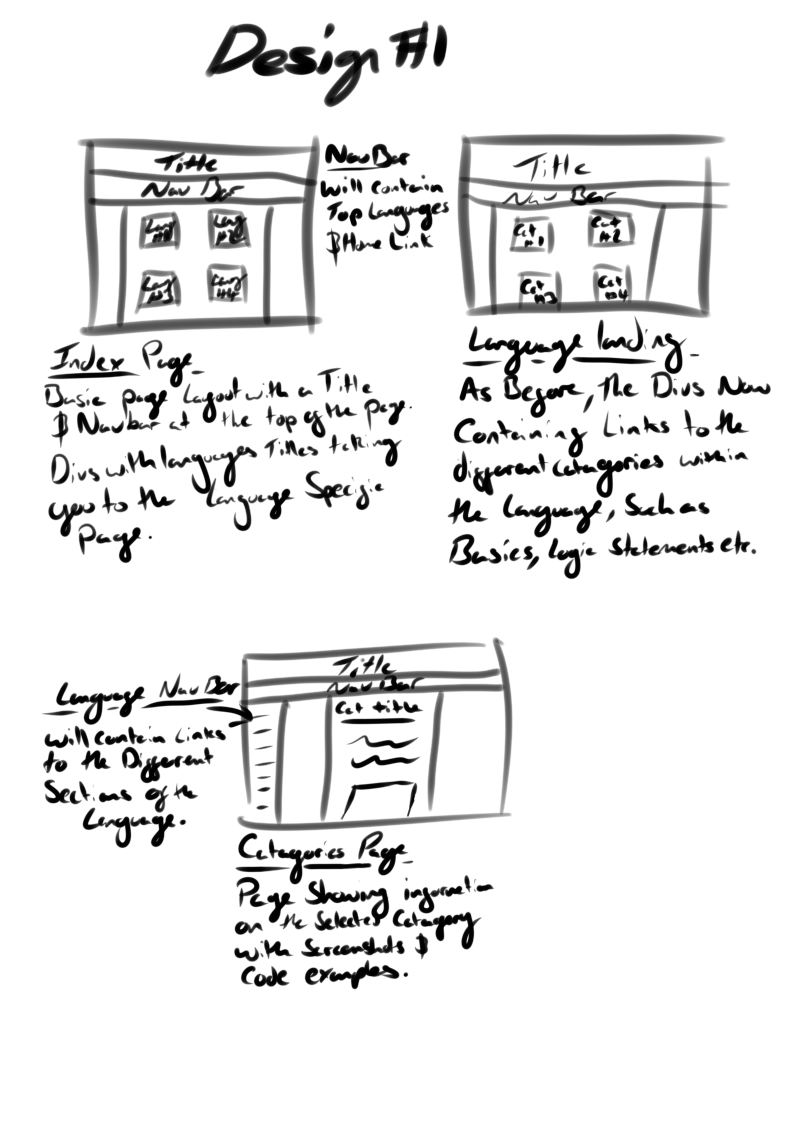 Design #1
Title
Nav Bar
Lang #1
Lang #2
Lang #3
Lang #4
Nav Bar
will contain
Top Languages
& Home Link
Title
Nav Bar
Cat #1
Cat #2
Cat #3
Cat #4
Index Page
Basic page Layout with a Title
& Navbar at the top of the page.
Divs with languages Titles taking
you to the Language Specific
Page.
Language landing
As Before, the Divs Now
Containing Links to the
different catagories within
the Language, Such as
Basics, Logic Statements etc.
Language Nav Bar
will contain Links
to the Different
Sections of the
Language.
Title
Nav Bar
Cat title
Catagories Page
Page Showing information
on the Selected Catagory
with Screenshots &
Code examples.